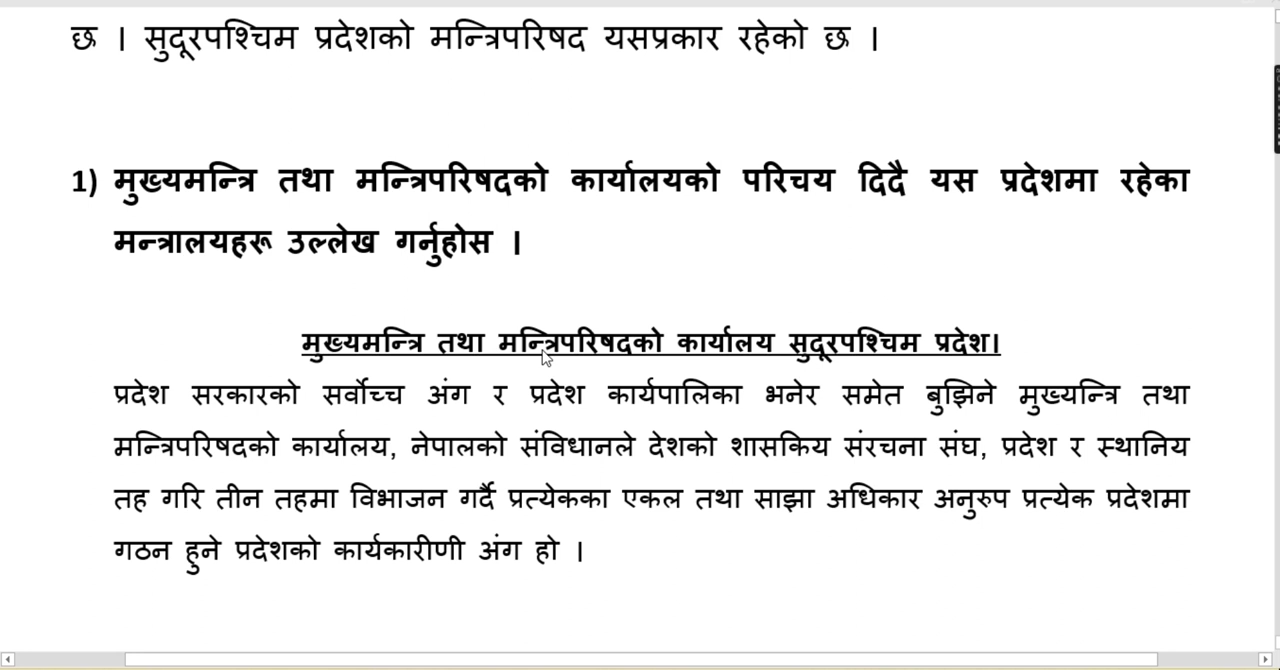 छ । सुदूरपश्चिम प्रदेशको मन्त्रिपरिषद यसप्रकार रहेको छ ।
1) मुख्यमन्त्रि तथा मन्त्रिपरिषदको कार्यालयको परिचय दिदै यस प्रदेशमा रहेका
मन्त्रालयहरू उल्लेख गर्नुहोस ।
मुख्यमन्त्रि तथा मन्त्रिपरिषदको कार्यालय सुदूरपश्चिम प्रदेश।
प्रदेश सरकारको सर्वोच्च अंग र प्रदेश कार्यपालिका भनेर समेत बुझिने मुख्यन्त्रि तथा
मन्त्रिपरिषदको कार्यालय, नेपालको संविधानले देशको शासकिय संरचना संघ, प्रदेश र स्थानिय
तह गरि तीन तहमा विभाजन गर्दै प्रत्येकका एकल तथा साझा अधिकार अनुरुप प्रत्येक प्रदेशमा
गठन हुने प्रदेशको कार्यकारीणी अंग हो ।